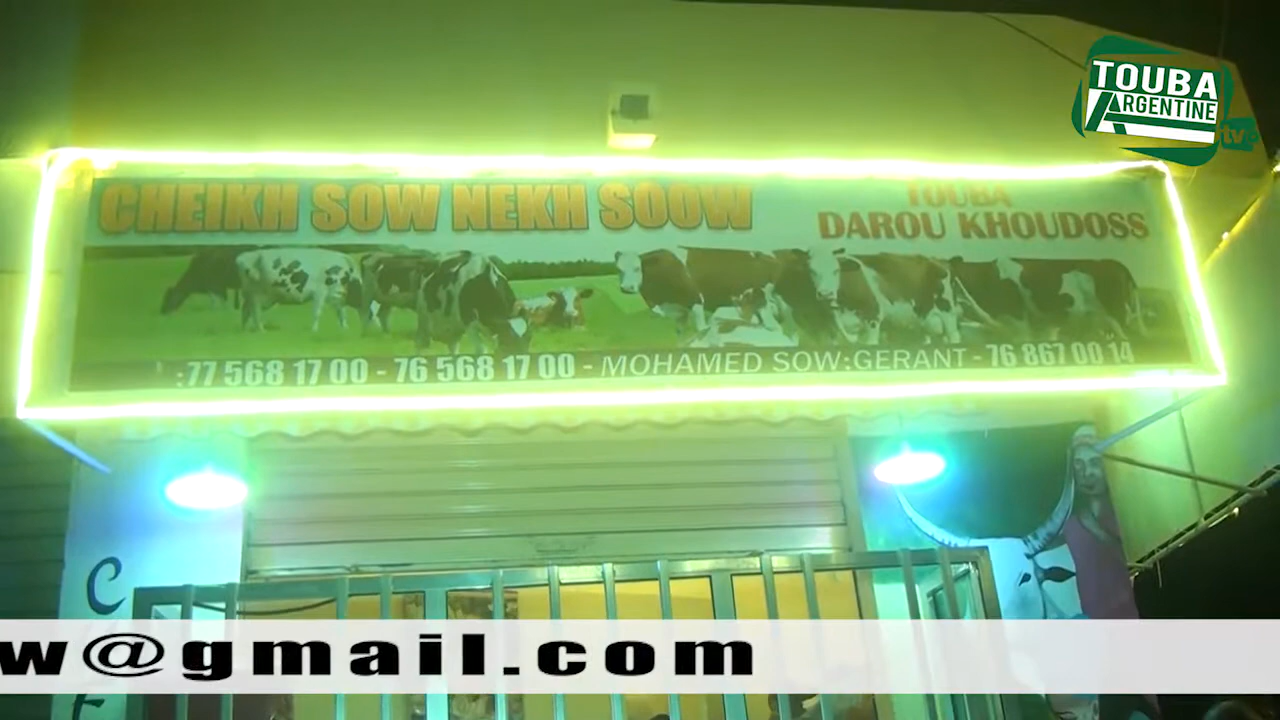 TOUBA
ARGENTINE
tv
CHEIKH SOW NEKH SOOW
TOUBA
DAROU KHOUDOSS
:77 568 17 00 - 76 568 17 00 - MOHAMED SOW:GERANT - 76 867 00 14
w@gmail.com